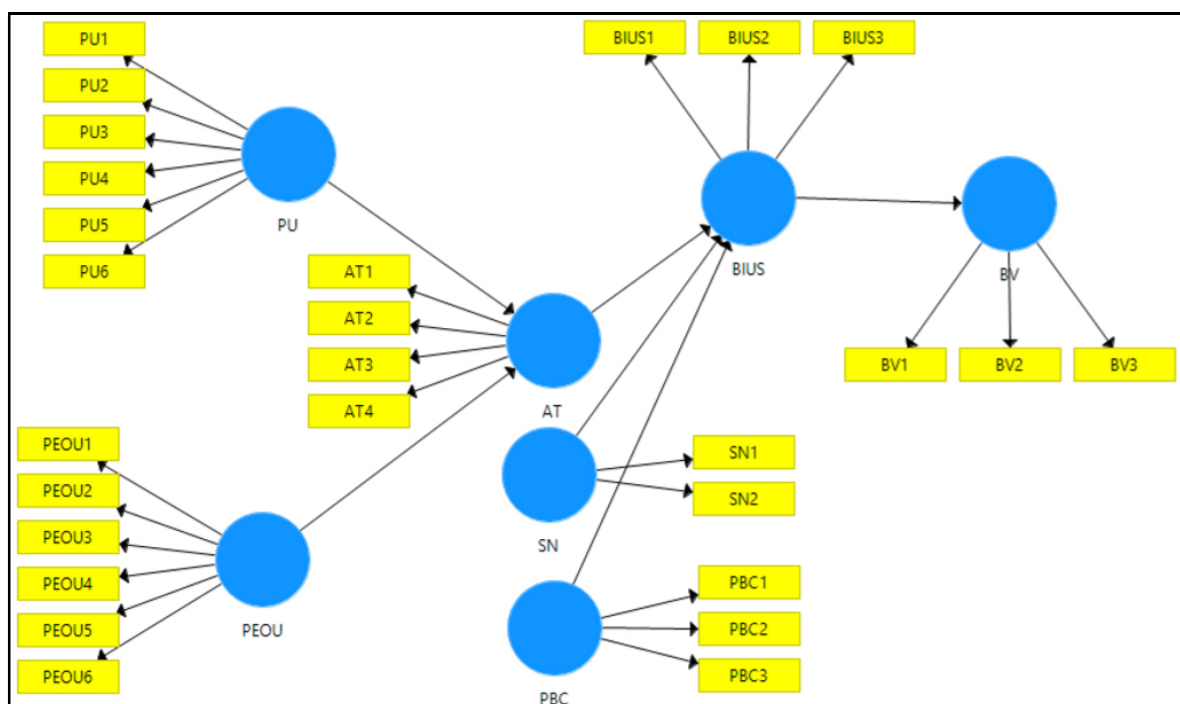 PU1
PU2
PU3
PU4
PU5
PU6
PU
BIUS1
BIUS2
BIUS3
BIUS
BV
BV1
BV2
BV3
AT1
AT2
AT3
AT4
AT
PEOU1
PEOU2
PEOU3
PEOU4
PEOU5
PEOU6
PEOU
SN1
SN2
SN
PBC1
PBC2
PBC3
PBC